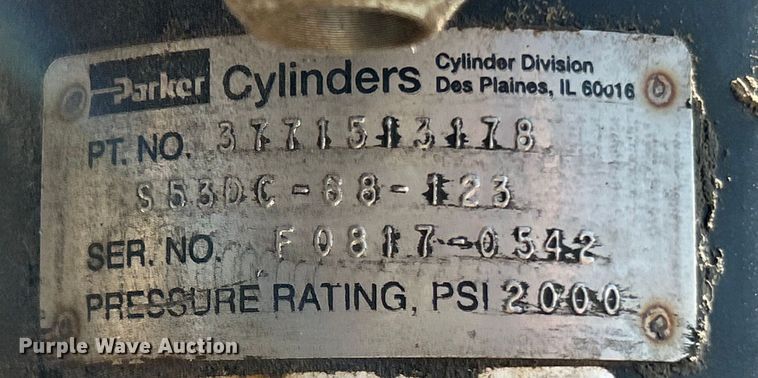 Parker Cylinders Cylinder Division
Des Plaines, IL 60016
PT. NO. 3771513178
S53DC-68-123
SER. NO. F0817-0542
PRESSURE RATING, PSI 2000
Purple Wave Auction